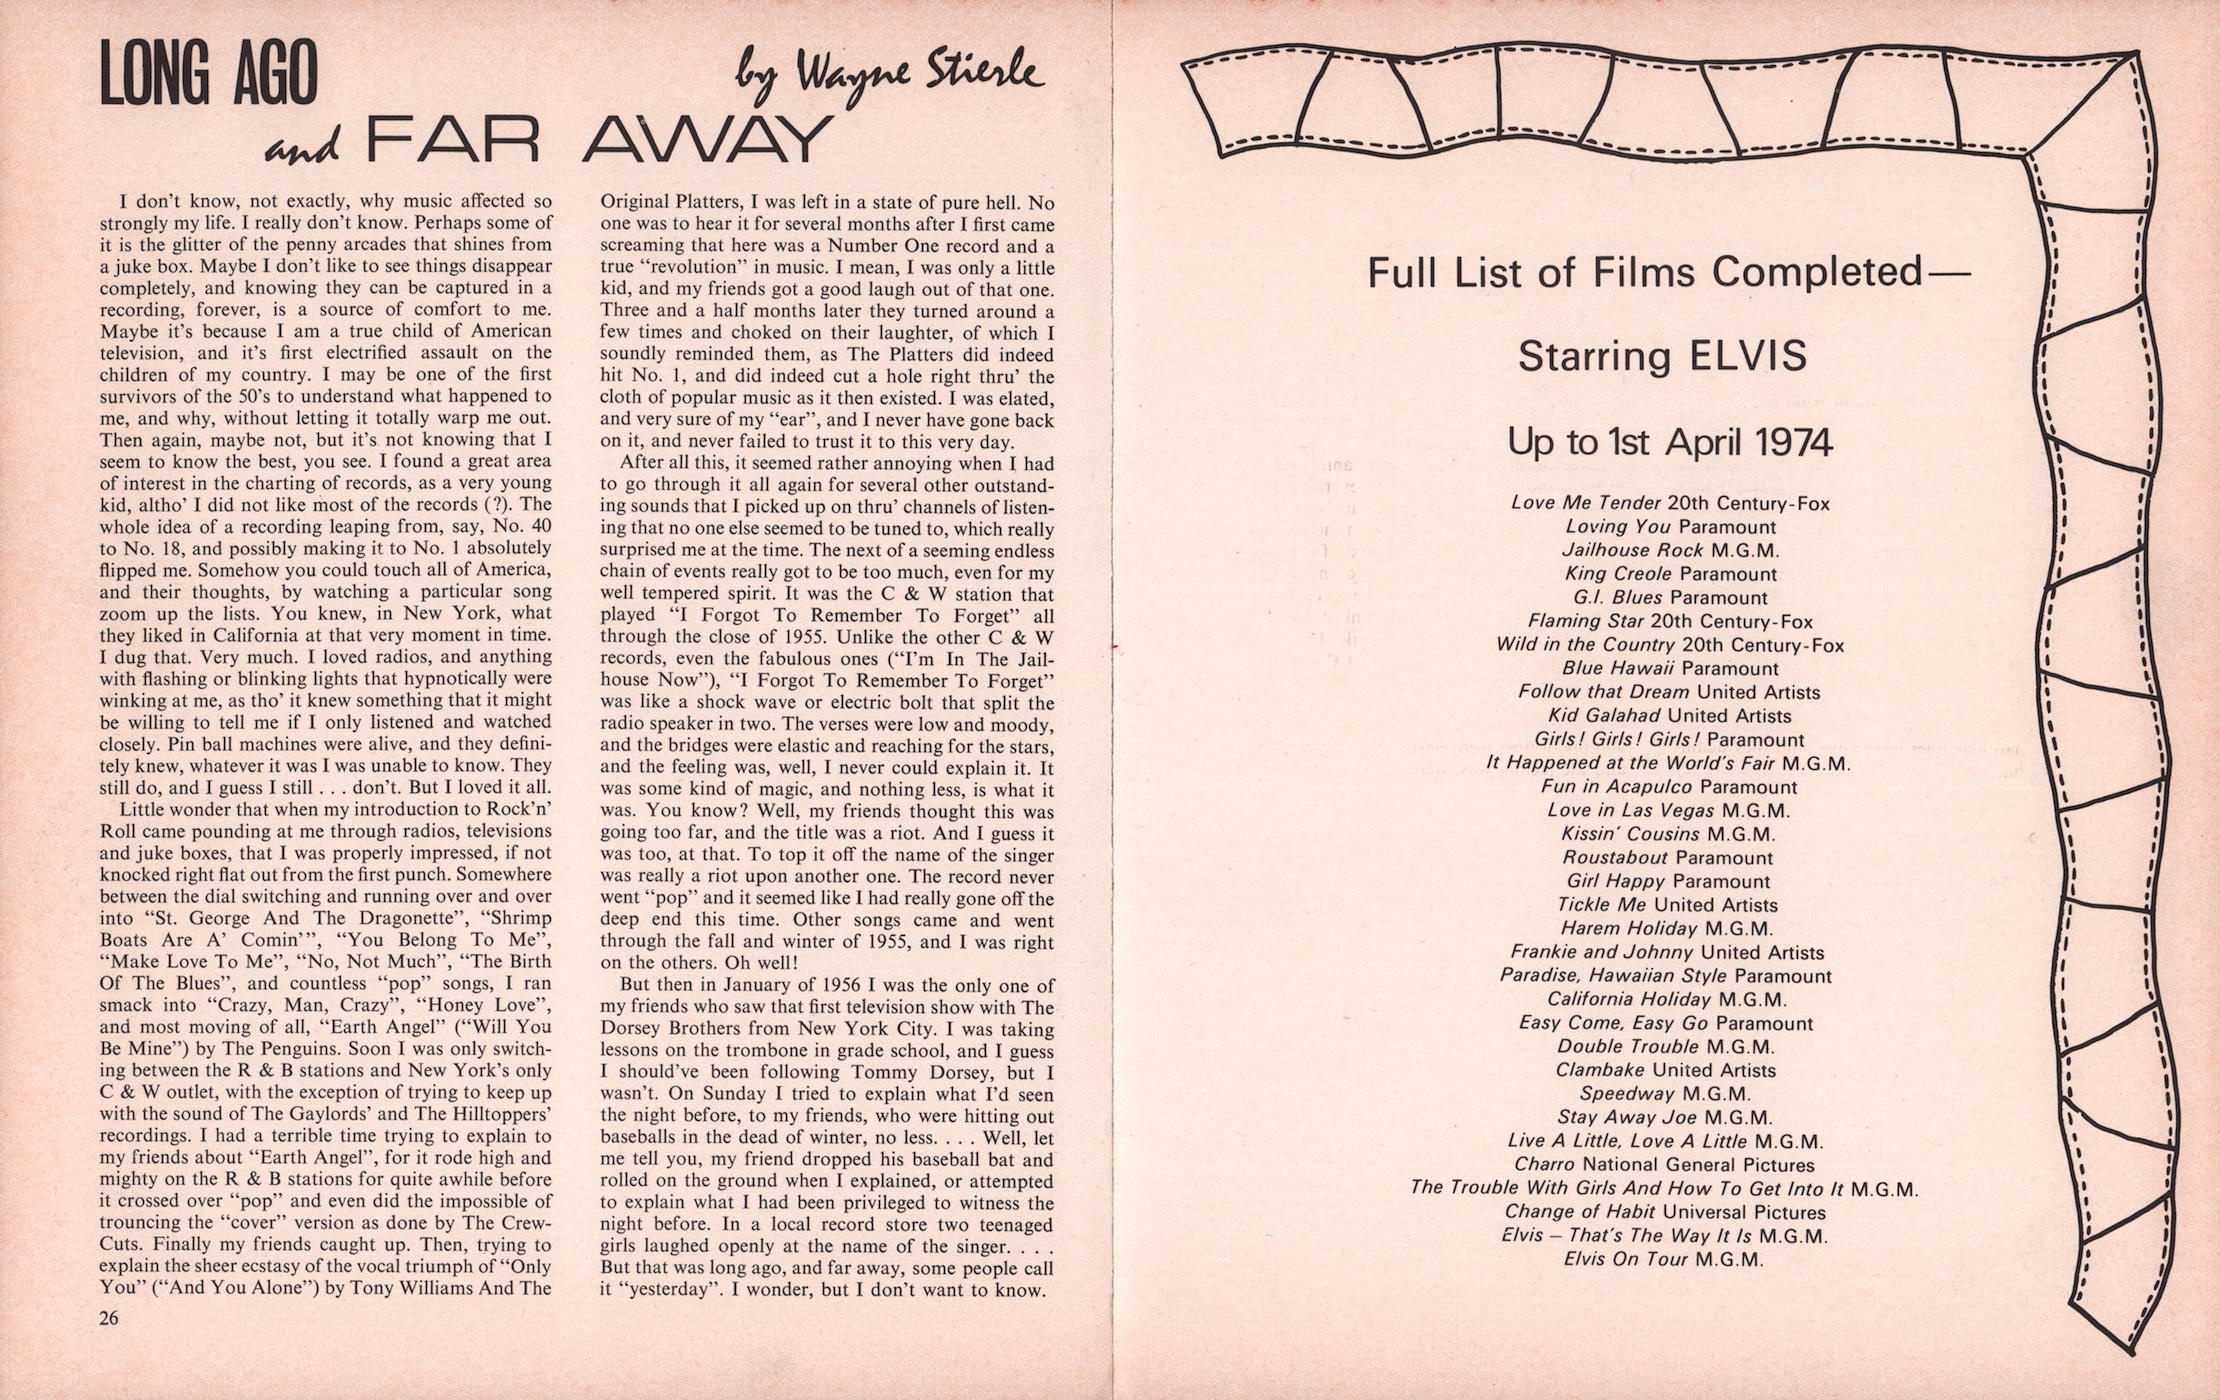 LONG AGO
by Wayne Stierle
and FAR AWAY
I don't know, not exactly, why music affected so
strongly my life. I really don't know. Perhaps some of
it is the glitter of the penny arcades that shines from
a juke box. Maybe I don't like to see things disappear
completely, and knowing they can be captured in a
recording, forever, is a source of comfort to me.
Maybe it's because I am a true child of American
television, and it's first electrified assault on the
children of my country. I may be one of the first
survivors of the 50's to understand what happened to
me, and why, without letting it totally warp me out.
Then again, maybe not, but it's not knowing that I
seem to know the best, you see. I found a great area
of interest in the charting of records, as a very young
kid, altho' I did not like most of the records (?). The
whole idea of a recording leaping from, say, No. 40
to No. 18, and possibly making it to No. 1 absolutely
flipped me. Somehow you could touch all of America,
and their thoughts, by watching a particular song
zoom up the lists. You knew, in New York, what
they liked in California at that very moment in time.
I dug that. Very much. I loved radios, and anything
with flashing or blinking lights that hypnotically were
winking at me, as tho' it knew something that it might
be willing to tell me if I only listened and watched
closely. Pin ball machines were alive, and they defini-
tely knew, whatever it was I was unable to know. They
still do, and I guess I still . . . don't. But I loved it all.
Little wonder that when my introduction to Rock'n'
Roll came pounding at me through radios, televisions
and juke boxes, that I was properly impressed, if not
knocked right flat out from the first punch. Somewhere
between the dial switching and running over and over
into "St. George And The Dragonette", "Shrimp
Boats Are A' Comin'", "You Belong To Me",
"Make Love To Me", "No, Not Much", "The Birth
Of The Blues", and countless "pop" songs, I ran
smack into "Crazy, Man, Crazy", "Honey Love",
and most moving of all, "Earth Angel" ("Will You
Be Mine") by The Penguins. Soon I was only switch-
ing between the R & B stations and New York's only
C & W outlet, with the exception of trying to keep up
with the sound of The Gaylords' and The Hilltoppers'
recordings. I had a terrible time trying to explain to
my friends about "Earth Angel", for it rode high and
mighty on the R & B stations for quite awhile before
it crossed over "pop" and even did the impossible of
trouncing the "cover" version as done by The Crew-
Cuts. Finally my friends caught up. Then, trying to
explain the sheer ecstasy of the vocal triumph of "Only
You" ("And You Alone") by Tony Williams And The
26
Original Platters, I was left in a state of pure hell. No
one was to hear it for several months after I first came
screaming that here was a Number One record and a
true "revolution" in music. I mean, I was only a little
kid, and my friends got a good laugh out of that one.
Three and a half months later they turned around a
few times and choked on their laughter, of which I
soundly reminded them, as The Platters did indeed
hit No. 1, and did indeed cut a hole right thru' the
cloth of popular music as it then existed. I was elated,
and very sure of my "ear", and I never have gone back
on it, and never failed to trust it to this very day.
After all this, it seemed rather annoying when I had
to go through it all again for several other outstand-
ing sounds that I picked up on thru' channels of listen-
ing that no one else seemed to be tuned to, which really
surprised me at the time. The next of a seeming endless
chain of events really got to be too much, even for my
well tempered spirit. It was the C & W station that
played "I Forgot To Remember To Forget" all
through the close of 1955. Unlike the other C & W
records, even the fabulous ones ("I'm In The Jail-
house Now"), "I Forgot To Remember To Forget"
was like a shock wave or electric bolt that split the
radio speaker in two. The verses were low and moody,
and the bridges were elastic and reaching for the stars,
and the feeling was, well, I never could explain it. It
was some kind of magic, and nothing less, is what it
was. You know? Well, my friends thought this was
going too far, and the title was a riot. And I guess it
was too, at that. To top it off the name of the singer
was really a riot upon another one. The record never
went "pop" and it seemed like I had really gone off the
deep end this time. Other songs came and went
through the fall and winter of 1955, and I was right
on the others. Oh well!
But then in January of 1956 I was the only one of
my friends who saw that first television show with The
Dorsey Brothers from New York City. I was taking
lessons on the trombone in grade school, and I guess
I should've been following Tommy Dorsey, but I
wasn't. On Sunday I tried to explain what I'd seen
the night before, to my friends, who were hitting out
baseballs in the dead of winter, no less. . . . Well, let
me tell you, my friend dropped his baseball bat and
rolled on the ground when I explained, or attempted
to explain what I had been privileged to witness the
night before. In a local record store two teenaged
girls laughed openly at the name of the singer. . . .
But that was long ago, and far away, some people call
it "yesterday". I wonder, but I don't want to know.
Full List of Films Completed—
Starring ELVIS
Up to 1st April 1974
Love Me Tender 20th Century-Fox
Loving You Paramount
Jailhouse Rock M.G.M.
King Creole Paramount
G.I. Blues Paramount
Flaming Star 20th Century-Fox
Wild in the Country 20th Century-Fox
Blue Hawaii Paramount
Follow that Dream United Artists
Kid Galahad United Artists
Girls! Girls! Girls! Paramount
It Happened at the World's Fair M.G.M.
Fun in Acapulco Paramount
Love in Las Vegas M.G.M.
Kissin' Cousins M.G.M.
Roustabout Paramount
Girl Happy Paramount
Tickle Me United Artists
Harem Holiday M.G.M.
Frankie and Johnny United Artists
Paradise, Hawaiian Style Paramount
California Holiday M.G.M.
Easy Come, Easy Go Paramount
Double Trouble M.G.M.
Clambake United Artists
Speedway M.G.M.
Stay Away Joe M.G.M.
Live A Little, Love A Little M.G.M.
Charro National General Pictures
The Trouble With Girls And How To Get Into It M.G.M.
Change of Habit Universal Pictures
Elvis – That's The Way It Is M.G.M.
Elvis On Tour M.G.M.